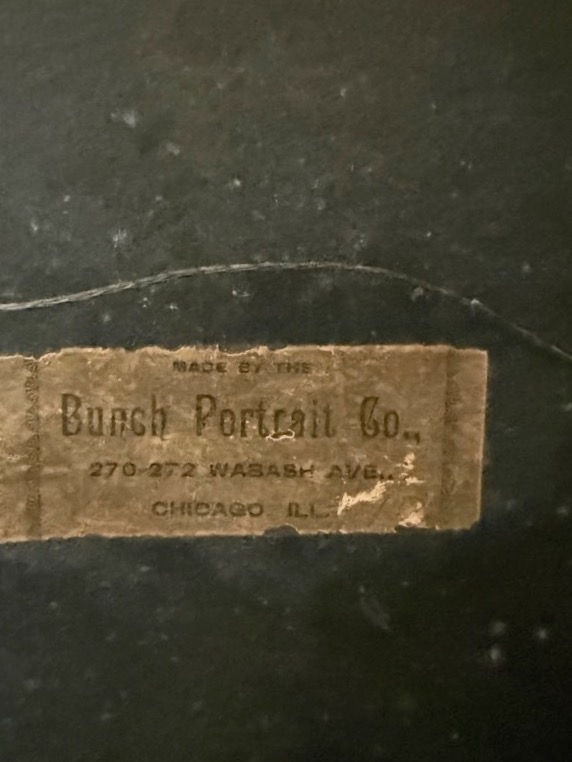 MADE BY THE
Bunch Portrait Co.,
270-272 WABASH AVE.,
CHICAGO ILL.